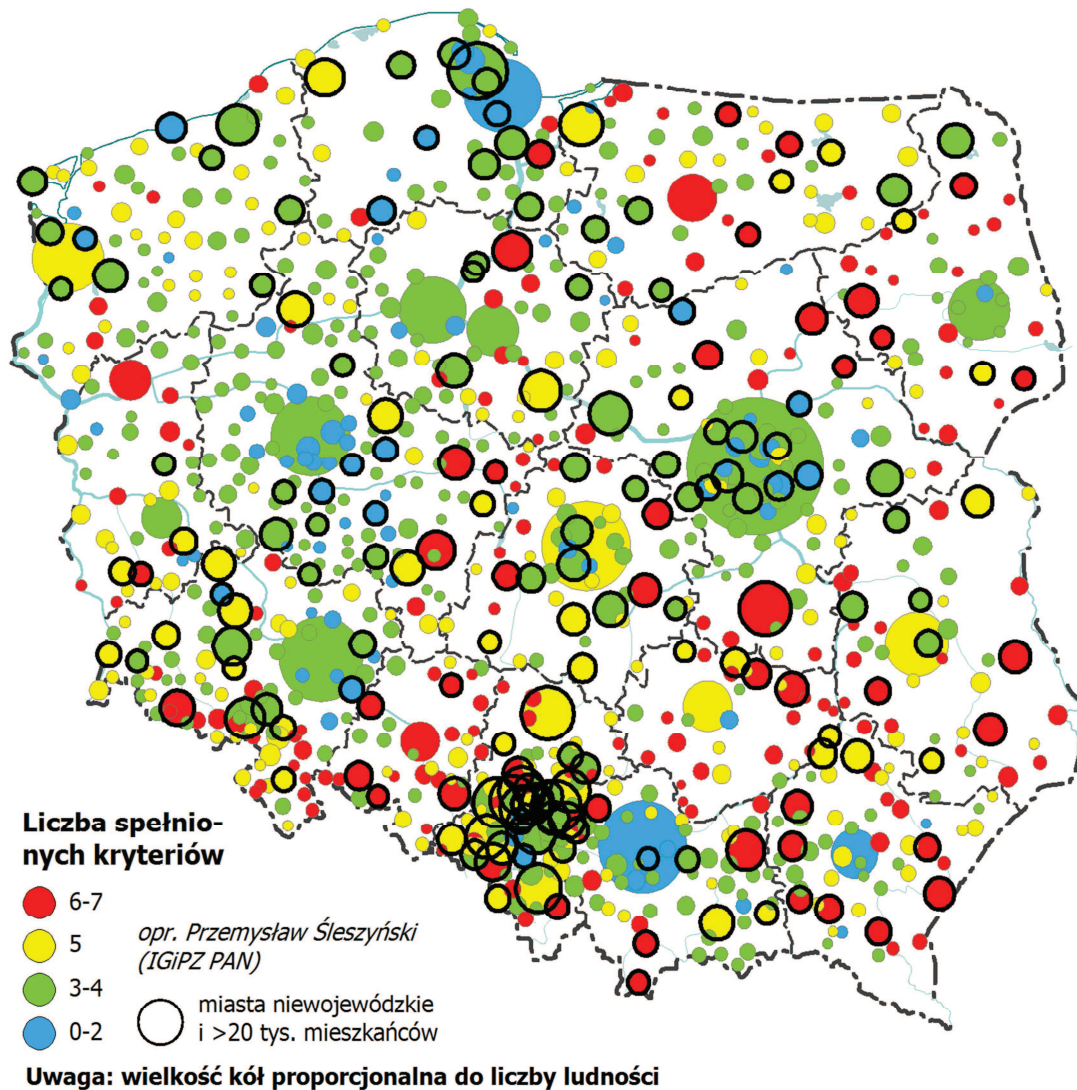 Liczba spełnio-
nych kryteriów
6-7
5
3-4
0-2
opr. Przemysław Śleszyński
(IGiPZ PAN)
miasta niewojewódzkie
i >20 tys. mieszkańców
Uwaga: wielkość kół proporcjonalna do liczby ludności